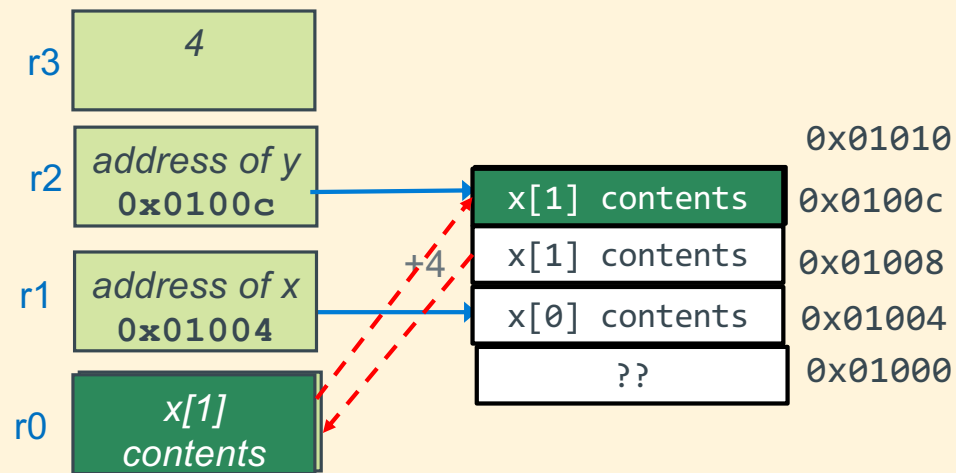 r3
4
r2
address of y
0x0100c
r1
address of x
0x01004
r0
x[1]
contents
+4
0x01010
x[1] contents
0x0100c
x[1] contents
0x01008
x[0] contents
0x01004
??
0x01000